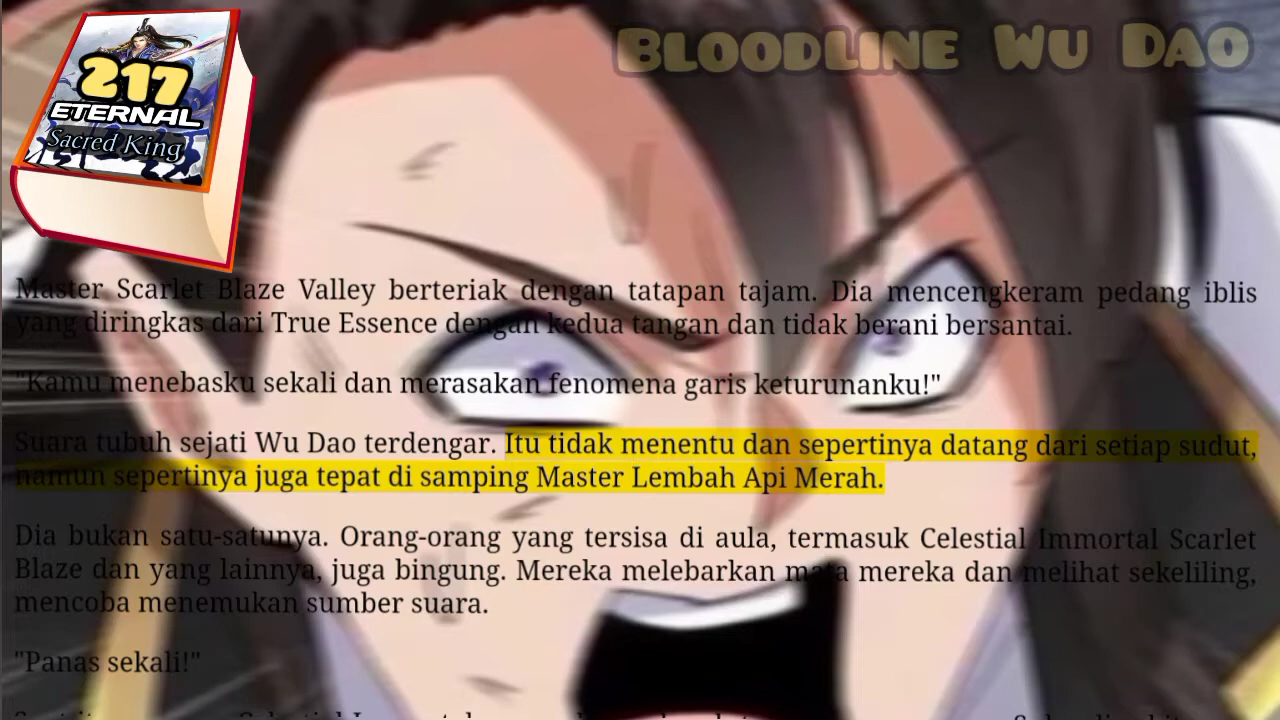 BLOODLINE WU DAO
217
ETERNAL
Sacred King
Master Scarlet Blaze Valley berteriak dengan tatapan tajam. Dia mencengkeram pedang iblis
yang diringkas dari True Essence dengan kedua tangan dan tidak berani bersantai.
"Kamu menebasku sekali dan merasakan fenomena garis keturunanku!"
Suara tubuh sejati Wu Dao terdengar. Itu tidak menentu dan sepertinya datang dari setiap sudut,
namun sepertinya juga tepat di samping Master Lembah Api Merah.
Dia bukan satu-satunya. Orang-orang yang tersisa di aula, termasuk Celestial Immortal Scarlet
Blaze dan yang lainnya, juga bingung. Mereka melebarkan mata mereka dan melihat sekeliling,
mencoba menemukan sumber suara.
"Panas sekali!"